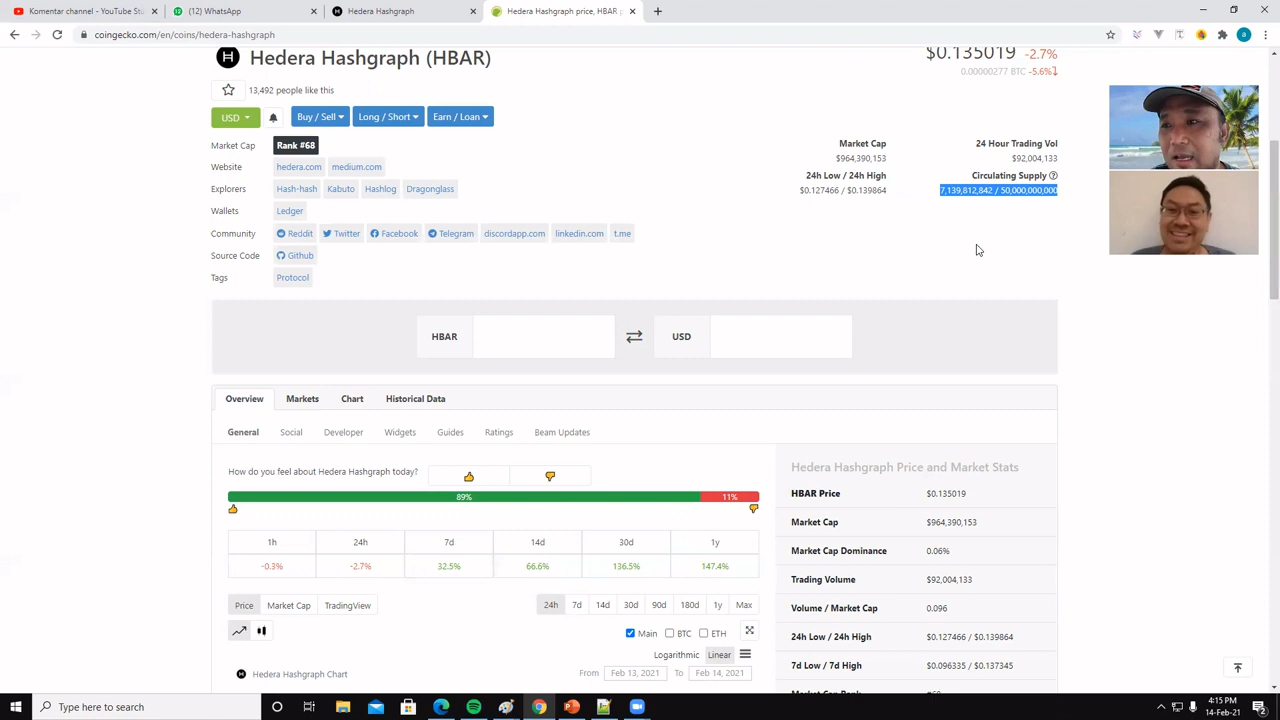 Komentar channel - YouTube Stu
(12) WhatsApp
Hedera Hashgraph
Hedera Hashgraph price, HBAR p
coingecko.com/en/coins/hedera-hashgraph
Hedera Hashgraph (HBAR)
$0.135019 -2.7%
0.00000277 BTC -5.6%
13,492 people like this
USD
Buy / Sell
Long / Short
Earn / Loan
Market Cap
Rank #68
Website
hedera.com
medium.com
Explorers
Hash-hash
Kabuto
Hashlog
Dragonglass
Wallets
Ledger
Community
Reddit
Twitter
Facebook
Telegram
discordapp.com
linkedin.com
t.me
Source Code
Github
Tags
Protocol
Market Cap
$964,390,153
24 Hour Trading Vol
$92,004,133
24h Low / 24h High
$0.127466 / $0.139864
Circulating Supply
7,139,812,842 / 50,000,000,000
HBAR
USD
Overview
Markets
Chart
Historical Data
General
Social
Developer
Widgets
Guides
Ratings
Beam Updates
How do you feel about Hedera Hashgraph today?
89%
11%
1h
24h
7d
14d
30d
1y
-0.3%
-2.7%
32.5%
66.6%
136.5%
147.4%
Price
Market Cap
TradingView
24h
7d
14d
30d
90d
180d
1y
Max
Main
BTC
ETH
Logarithmic
Linear
Hedera Hashgraph Chart
From
Feb 13, 2021
To
Feb 14, 2021
Hedera Hashgraph Price and Market Stats
HBAR Price
$0.135019
Market Cap
$964,390,153
Market Cap Dominance
0.06%
Trading Volume
$92,004,133
Volume / Market Cap
0.096
24h Low / 24h High
$0.127466 / $0.139864
7d Low / 7d High
$0.096335 / $0.137345
Type here to search
4:15 PM
14-Feb-21